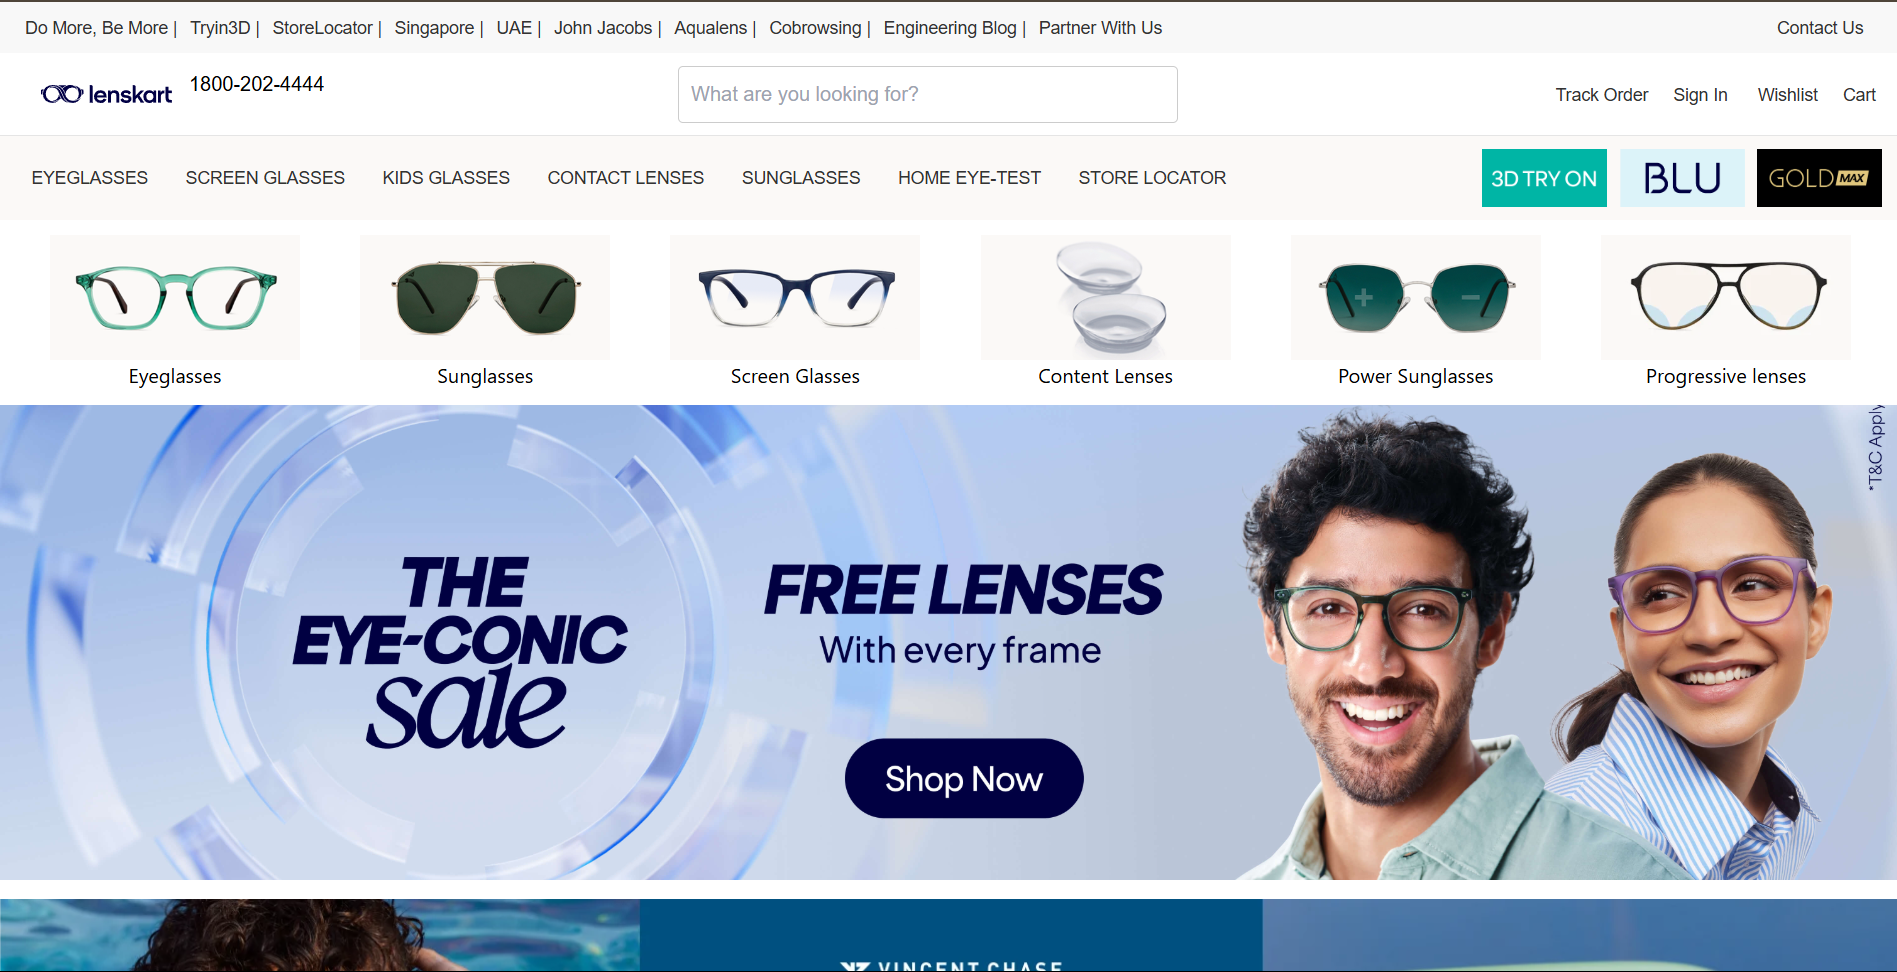 Do More, Be More | Tryin3D | StoreLocator | Singapore | UAE | John Jacobs | Aqualens | Cobrowsing | Engineering Blog | Partner With Us Contact Us
lenskart 1800-202-4444 What are you looking for? Track Order Sign In Wishlist Cart
EYEGLASSES SCREEN GLASSES KIDS GLASSES CONTACT LENSES SUNGLASSES HOME EYE-TEST STORE LOCATOR 3D TRY ON BLU GOLD MAX
Eyeglasses Sunglasses Screen Glasses Content Lenses Power Sunglasses Progressive lenses
*T&C Apply
THE
EYE-CONIC
sale
FREE LENSES
With every frame
Shop Now
VINCENT CHASE